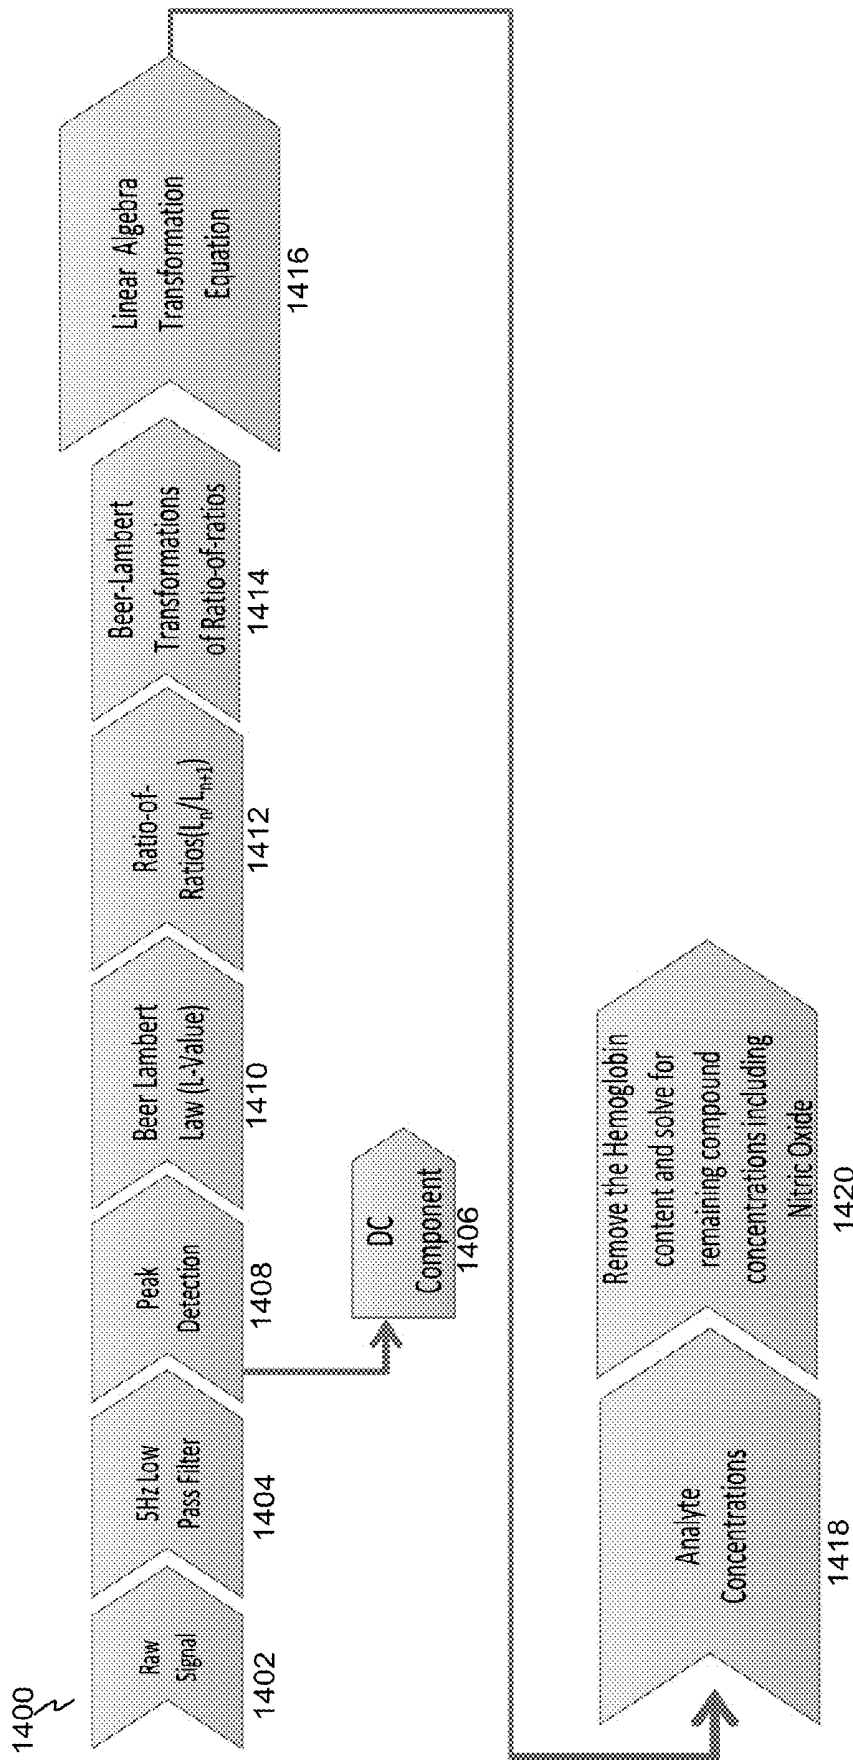 1400
Raw
Signal
1402
5Hz Low
Pass Filter
1404
Peak
Detection
1408
DC
Component
1406
Beer Lambert
Law (L-Value)
1410
Ratio-of-
Ratios(Lₙ/Lₙ₊₁)
1412
Beer-Lambert
Transformations
of Ratio-of-ratios
1414
Linear Algebra
Transformation
Equation
1416
Analyte
Concentrations
1418
Remove the Hemoglobin
content and solve for
remaining compound
concentrations including
Nitric Oxide
1420